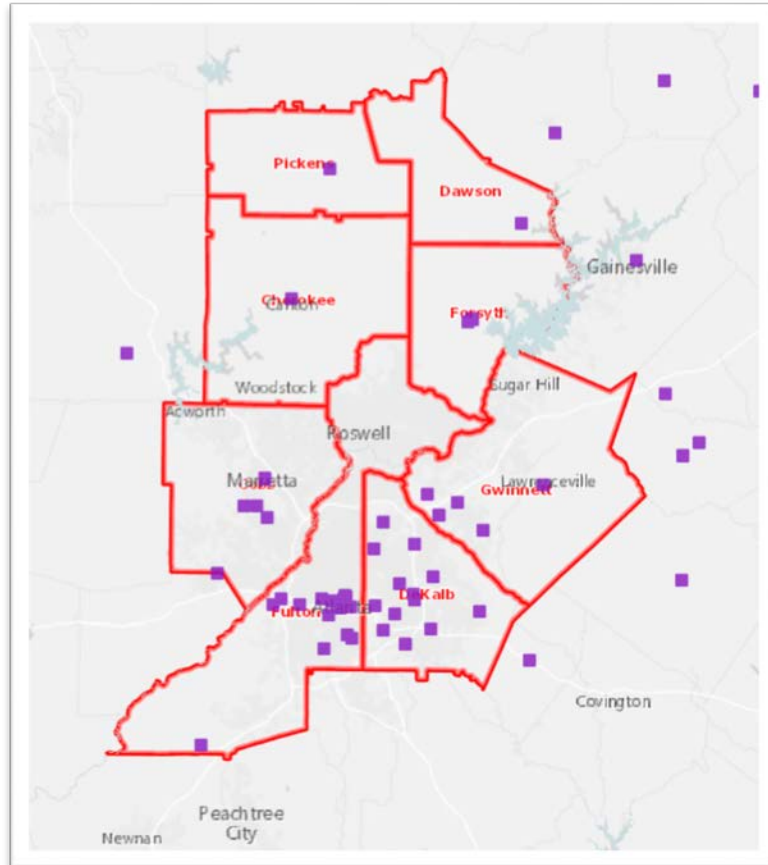 Pickens
Dawson
Gainesville
Cherokee
Canton
Forsyth
Sugar Hill
Woodstock
Acworth
Roswell
Marietta
Lawrenceville
Gwinnett
DeKalb
Atlanta
Fulton
Covington
Peachtree
City
Newnan